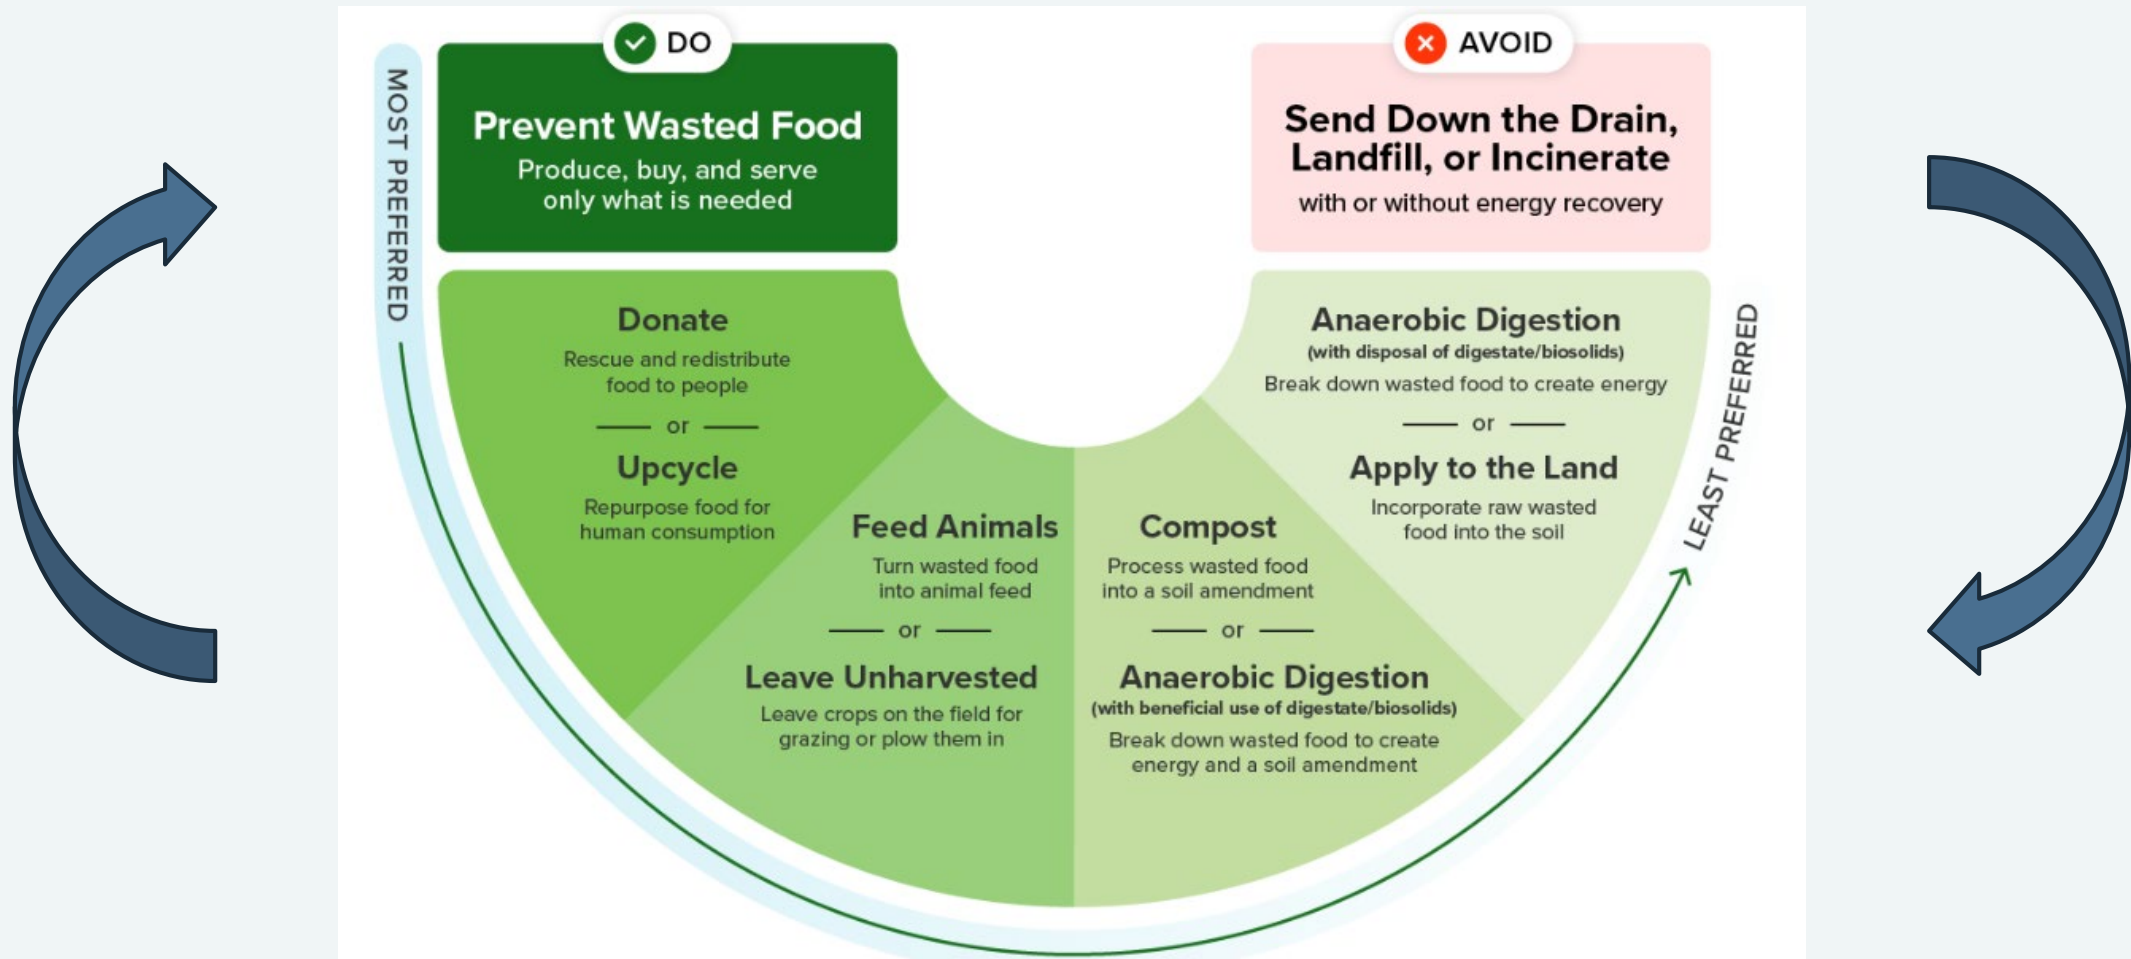 MOST PREFERRED
DO
Prevent Wasted Food
Produce, buy, and serve
only what is needed
Donate
Rescue and redistribute
food to people
or
Upcycle
Repurpose food for
human consumption
Feed Animals
Turn wasted food
into animal feed
or
Leave Unharvested
Leave crops on the field for
grazing or plow them in
Compost
Process wasted food
into a soil amendment
or
Anaerobic Digestion
(with beneficial use of digestate/biosolids)
Break down wasted food to create
energy and a soil amendment
Anaerobic Digestion
(with disposal of digestate/biosolids)
Break down wasted food to create energy
or
Apply to the Land
Incorporate raw wasted
food into the soil
LEAST PREFERRED
AVOID
Send Down the Drain,
Landfill, or Incinerate
with or without energy recovery